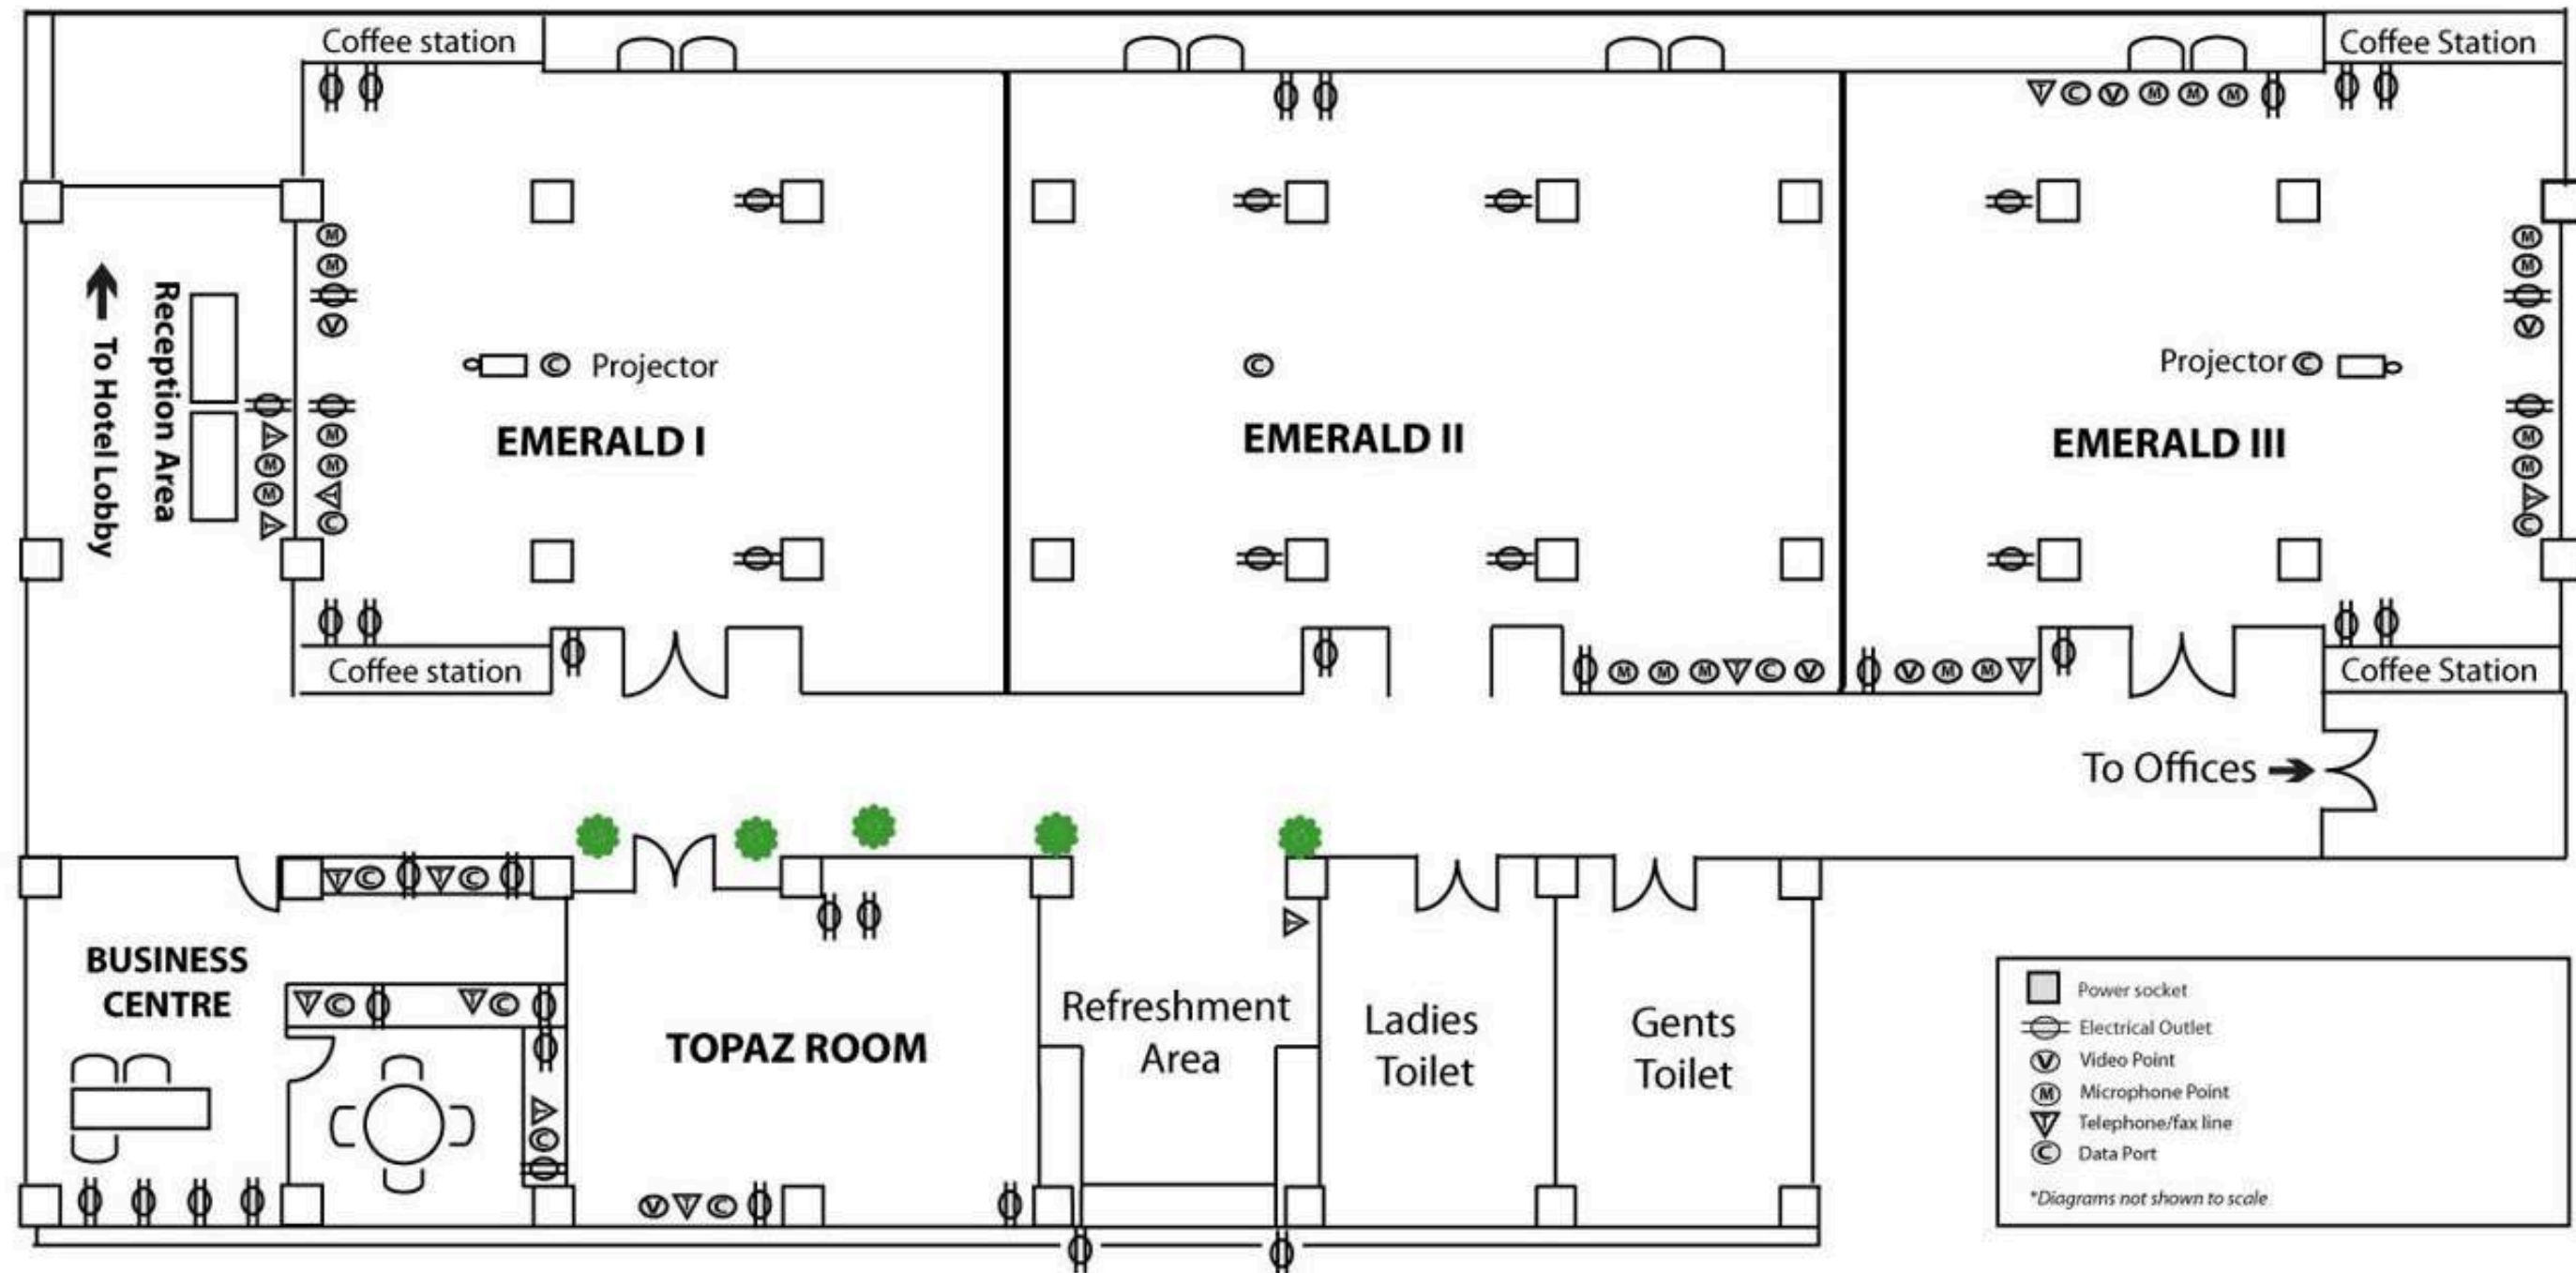 Coffee station
Coffee Station
T C V M M M
M
M
V
M
M
T
C
T
M
M
T
To Hotel Lobby
Reception Area
C Projector
EMERALD I
C
EMERALD II
Projector C
EMERALD III
M
M
V
M
M
T
C
Coffee station
M M M T C V
V M M T
Coffee Station
To Offices
T C T C
BUSINESS
CENTRE
T C T C
T
C
TOPAZ ROOM
V T C
T
Refreshment
Area
Ladies
Toilet
Gents
Toilet
Power socket
Electrical Outlet
V Video Point
M Microphone Point
T Telephone/fax line
C Data Port
*Diagrams not shown to scale